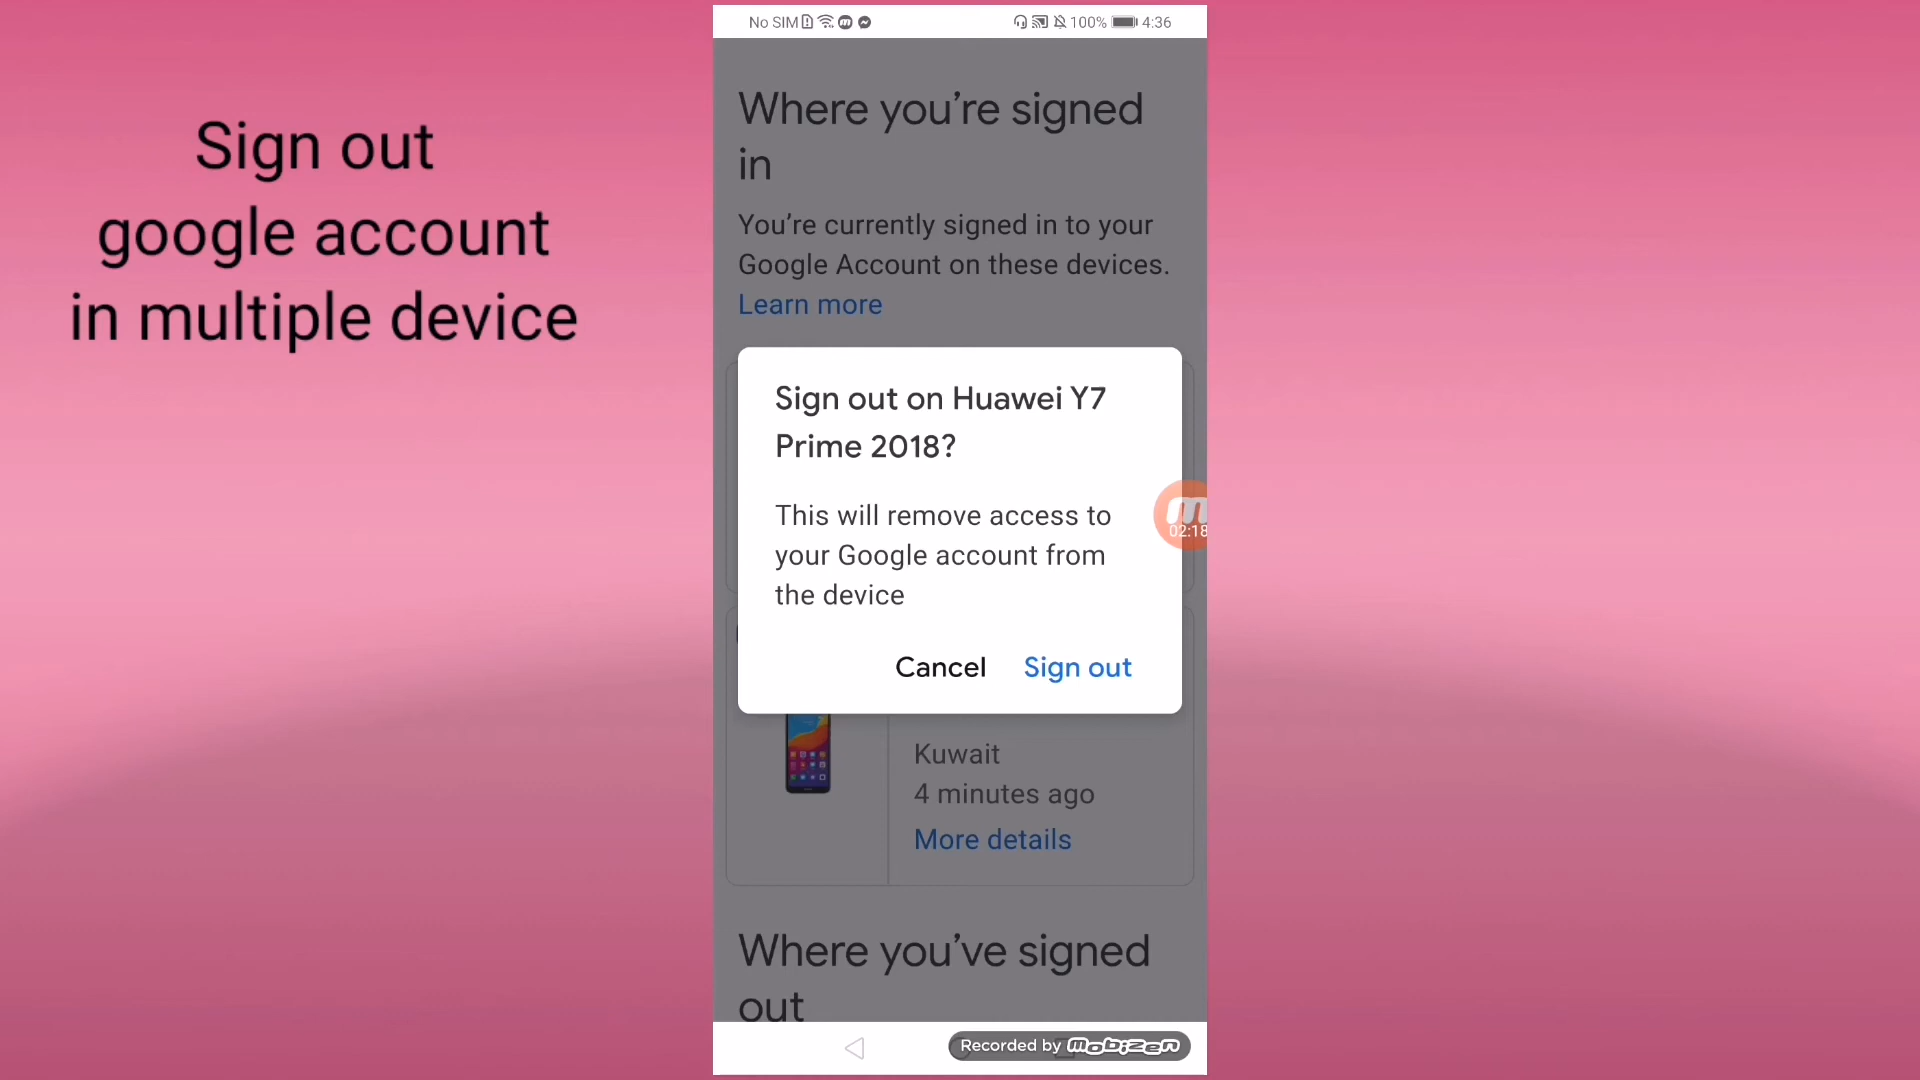 Sign out
google account
in multiple device
No SIM 100% 4:36
Where you're signed
in
You're currently signed in to your
Google Account on these devices.
Learn more
Sign out on Huawei Y7
Prime 2018?
This will remove access to
your Google account from
the device
02:18
Cancel Sign out
Kuwait
4 minutes ago
More details
Where you've signed
out
Recorded by mobizen